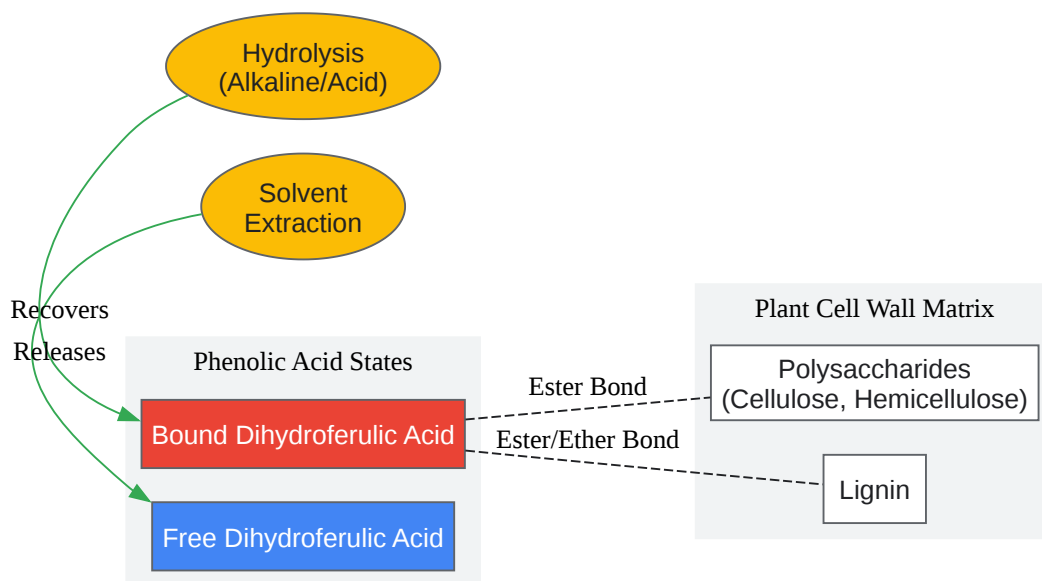 Hydrolysis
(Alkaline/Acid)
Solvent
Extraction
Recovers
Releases
Phenolic Acid States
Bound Dihydroferulic Acid
Free Dihydroferulic Acid
Ester Bond
Ester/Ether Bond
Plant Cell Wall Matrix
Polysaccharides
(Cellulose, Hemicellulose)
Lignin